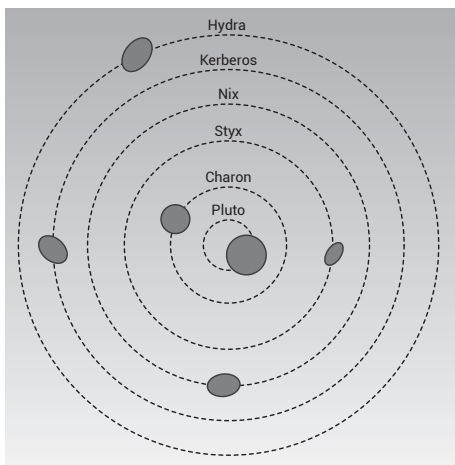 Hydra
Kerberos
Nix
Styx
Charon
Pluto